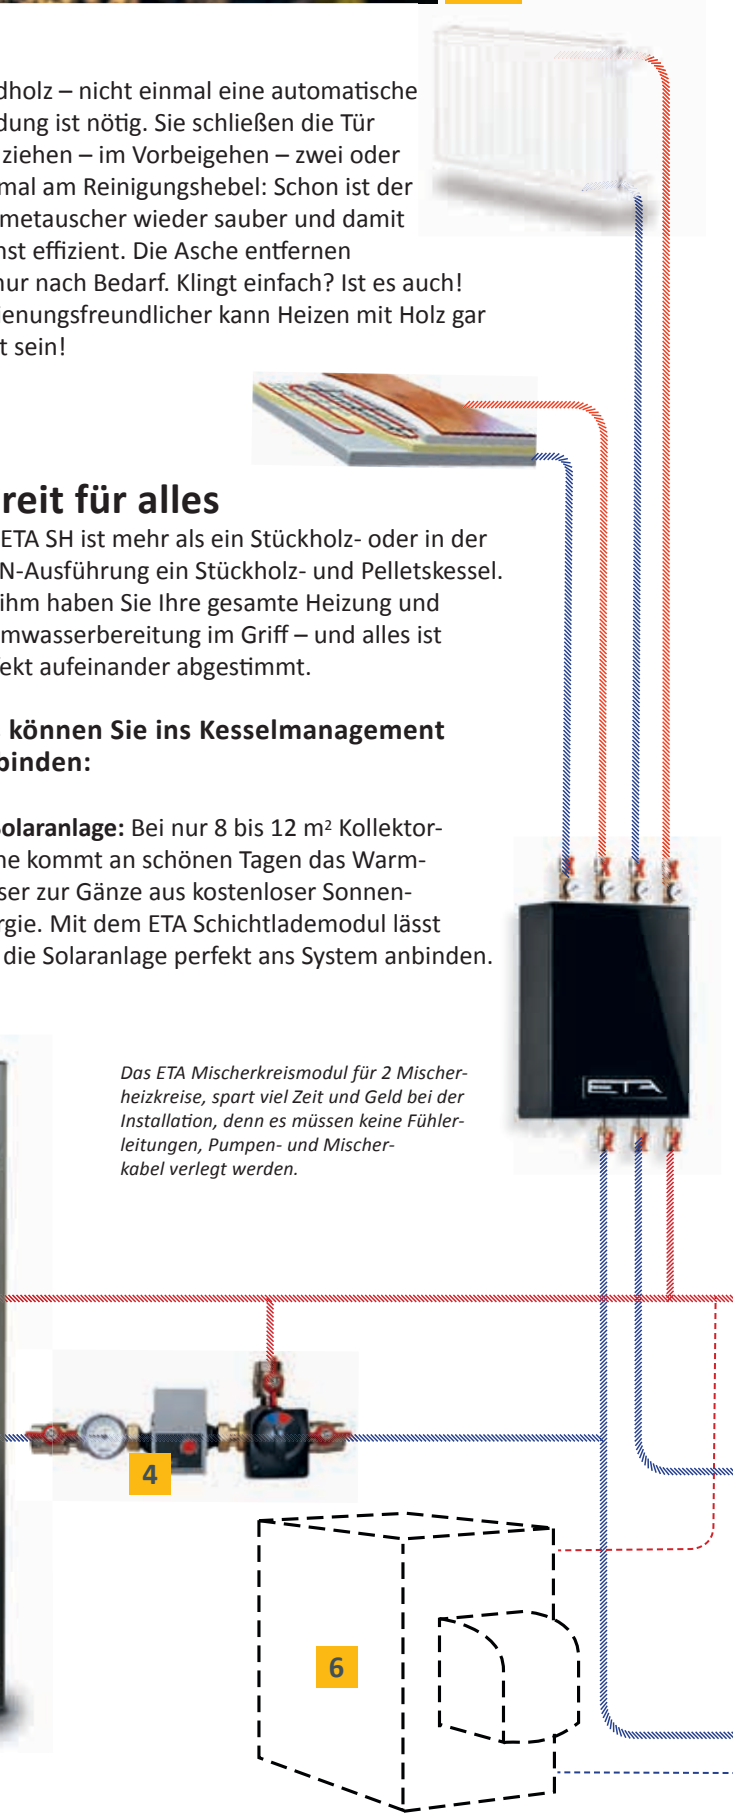 dholz – nicht einmal eine automatische
dung ist nötig. Sie schließen die Tür
ziehen – im Vorbeigehen – zwei oder
mal am Reinigungshebel: Schon ist der
metauscher wieder sauber und damit
nst effizient. Die Asche entfernen
nur nach Bedarf. Klingt einfach? Ist es auch!
ienungsfreundlicher kann Heizen mit Holz gar
t sein!
reit für alles
ETA SH ist mehr als ein Stückholz- oder in der
N-Ausführung ein Stückholz- und Pelletskessel.
ihm haben Sie Ihre gesamte Heizung und
mwasserbereitung im Griff – und alles ist
ekt aufeinander abgestimmt.
können Sie ins Kesselmanagement
binden:
Solaranlage: Bei nur 8 bis 12 m² Kollektor-
he kommt an schönen Tagen das Warm-
ser zur Gänze aus kostenloser Sonnen-
rgie. Mit dem ETA Schichtlademodul lässt
die Solaranlage perfekt ans System anbinden.
Das ETA Mischerkreismodul für 2 Mischer-
heizkreise, spart viel Zeit und Geld bei der
Installation, denn es müssen keine Fühler-
leitungen, Pumpen- und Mischer-
kabel verlegt werden.
ETA
4
6